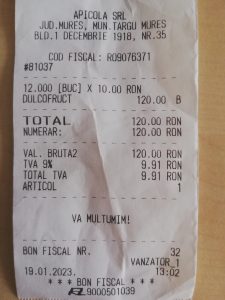 APICOLA SRL
JUD.MURES, MUN.TARGU MURES
BLD.1 DECEMBRIE 1918, NR.35
COD FISCAL: RO9076371
#81037
12.000 [BUC] X 10.00 RON
DULCOFRUCT 120.00 B
TOTAL 120.00 RON
NUMERAR: 120.00 RON
VAL. BRUTA2 120.00 RON
TVA 9% 9.91 RON
TOTAL TVA 9.91 RON
ARTICOL 1
VA MULTUMIM!
BON FISCAL NR. 32
VANZATOR_1
19.01.2023. 13:02
*** BON FISCAL ***
9000501039